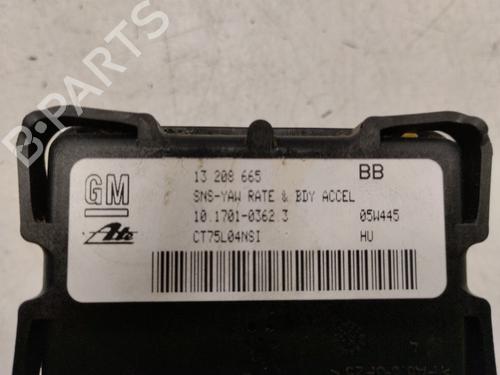 B-PARTS
GM
13 208 665 BB
SNS-YAW RATE & BDY ACCEL
10.1701-0362 3 05W445
Ate CT75L04NSI HU